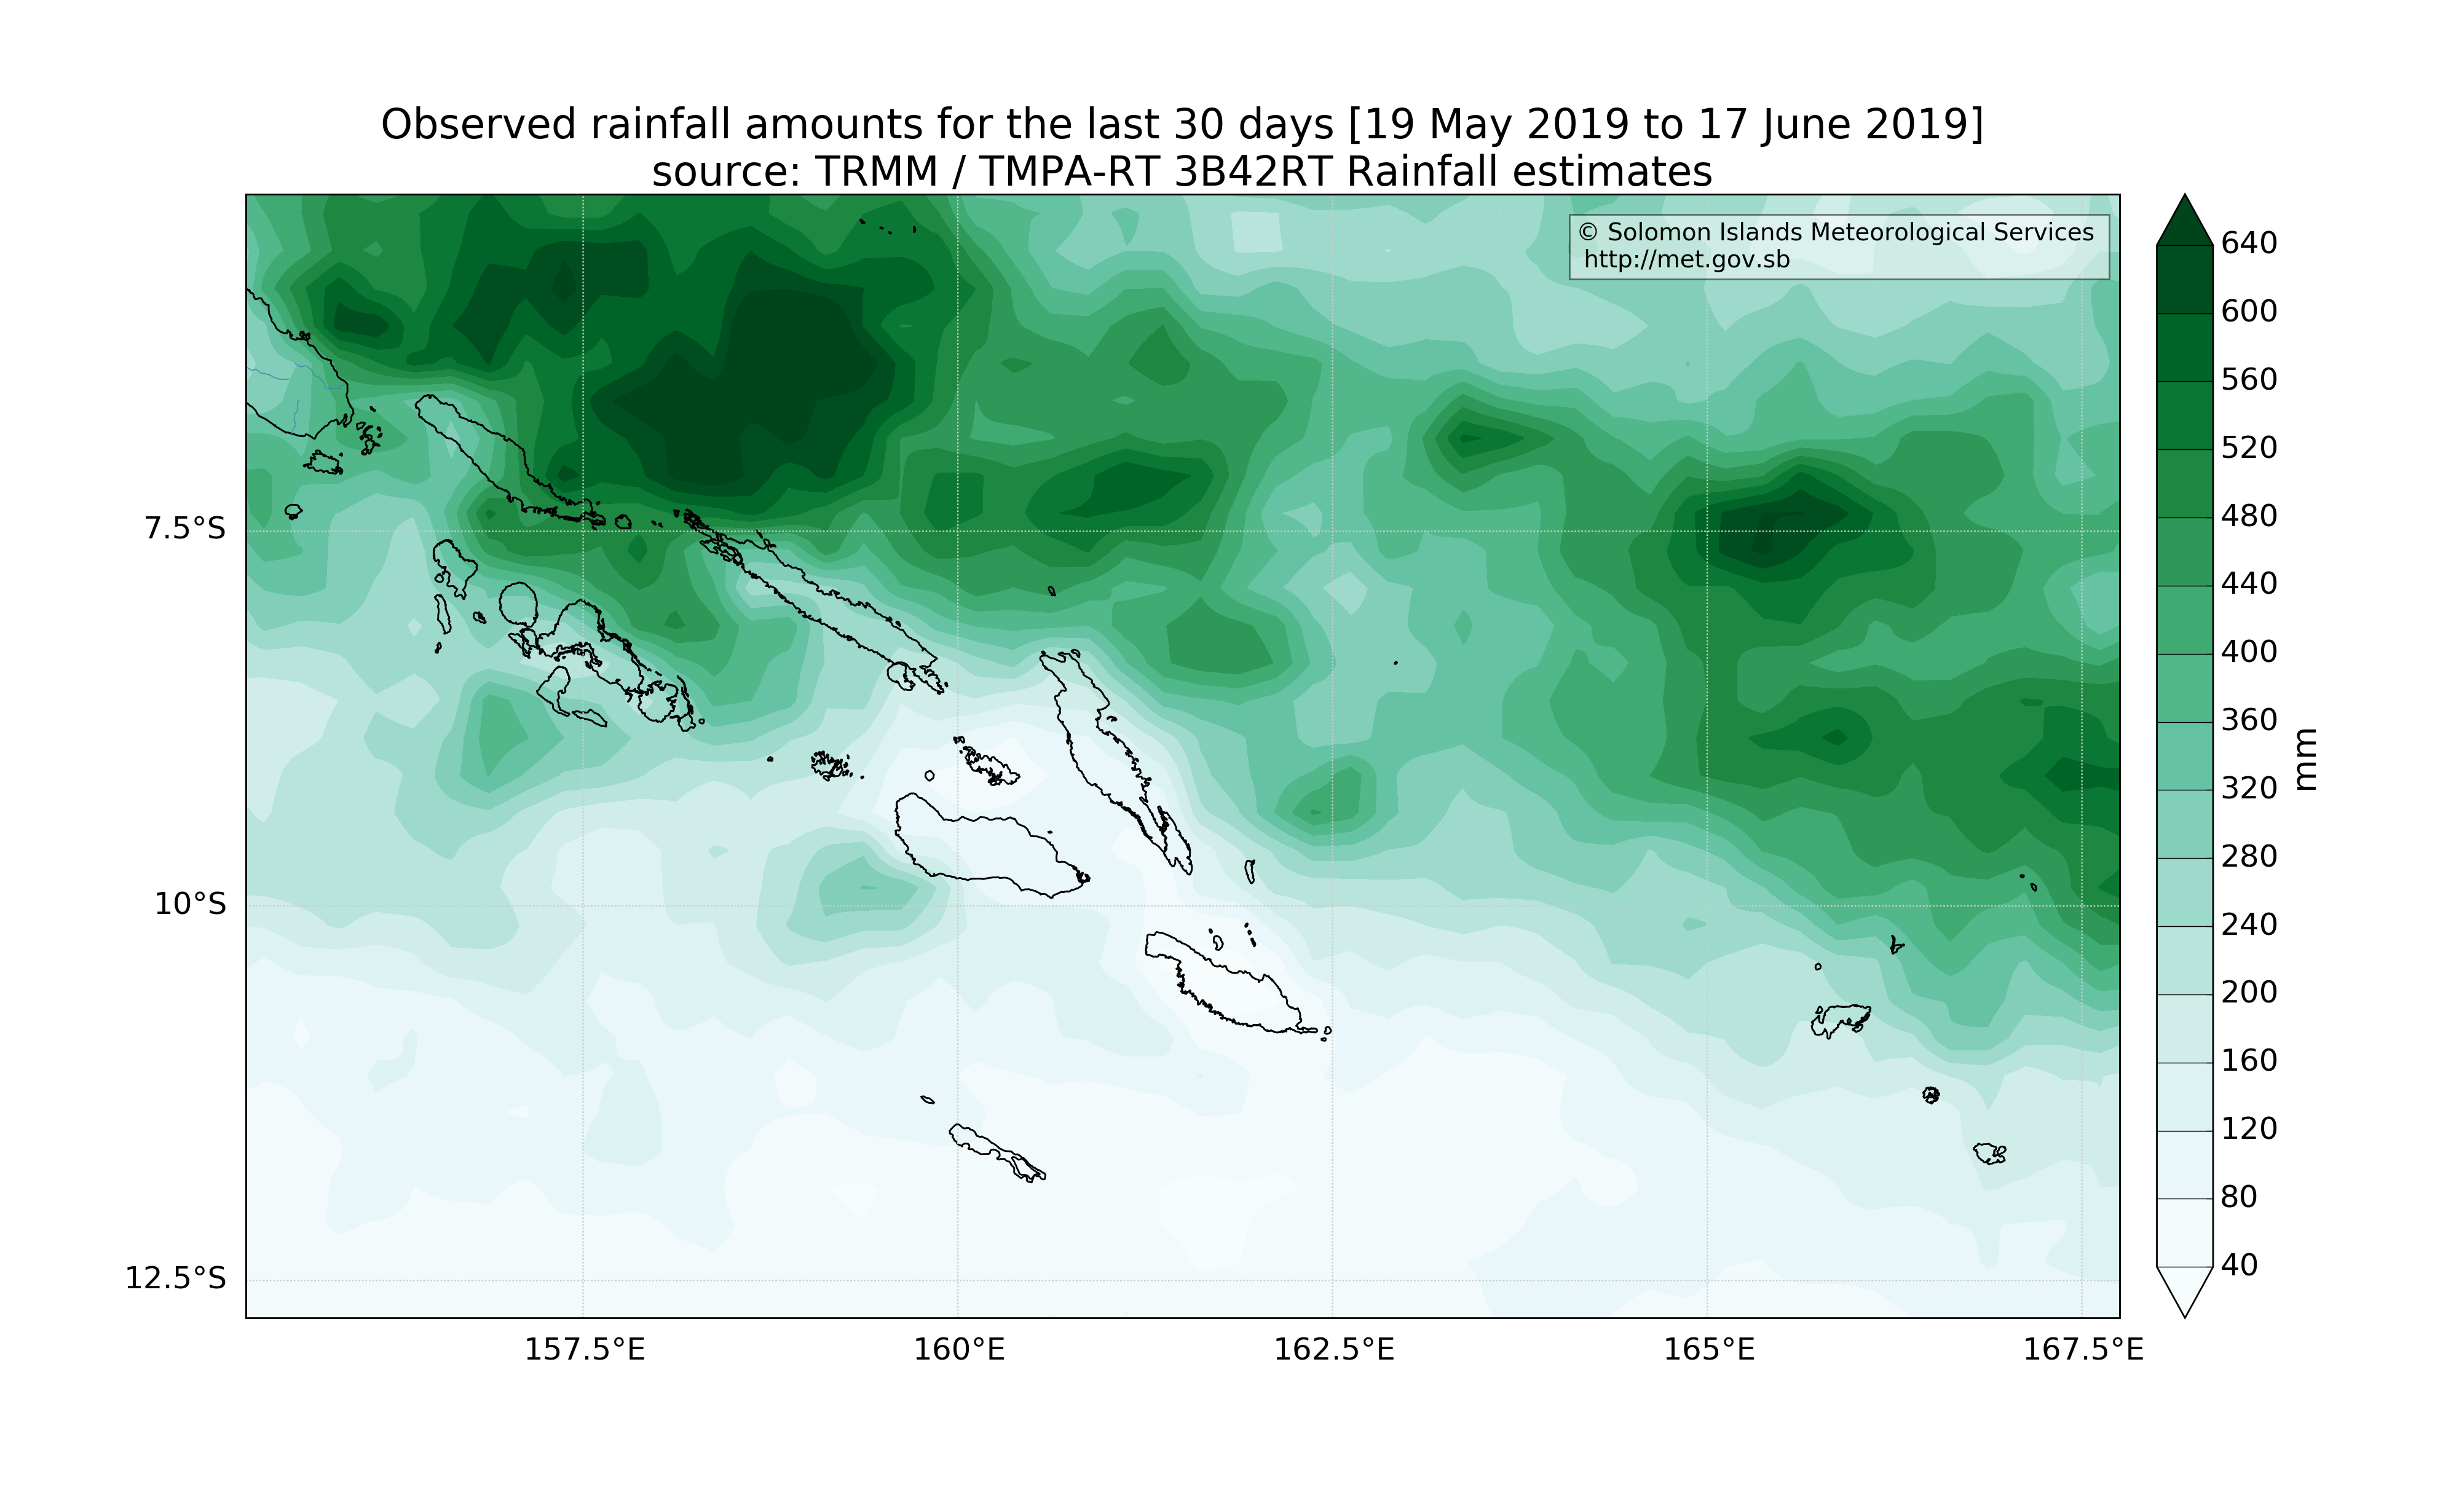 Observed rainfall amounts for the last 30 days [19 May 2019 to 17 June 2019]
source: TRMM / TMPA-RT 3B42RT Rainfall estimates
© Solomon Islands Meteorological Services
http://met.gov.sb
7.5°S
10°S
12.5°S
157.5°E
160°E
162.5°E
165°E
167.5°E
640
600
560
520
480
440
400
360
320
280
240
200
160
120
80
40
mm